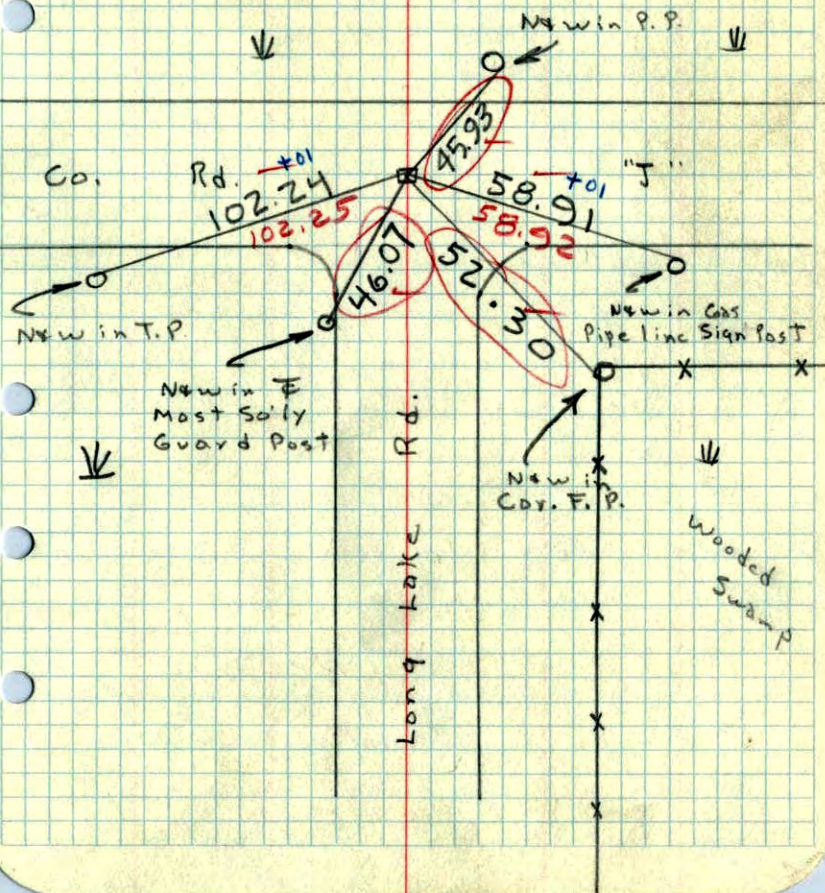 N&W in P.P.
45.93
Co. Rd. "J"
+01
102.24
102.25
+01
58.91
58.92
46.07
52.30
N&W in T.P.
N&W in Gas
Pipe line Sign Post
N&W in ℄
Most So'ly
Guard Post
N&W in
Cor. F.P.
Long Lake Rd.
Wooded
Swamp